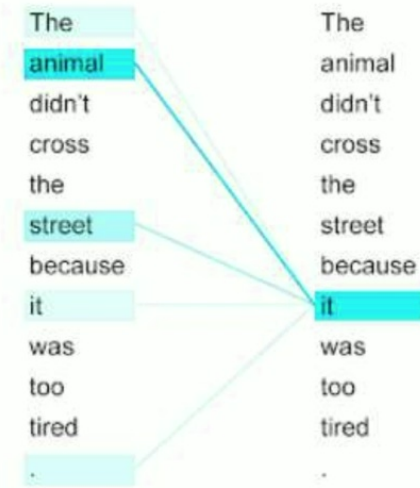 The The
animal animal
didn't didn't
cross cross
the the
street street
because because
it it
was was
too too
tired tired
. .